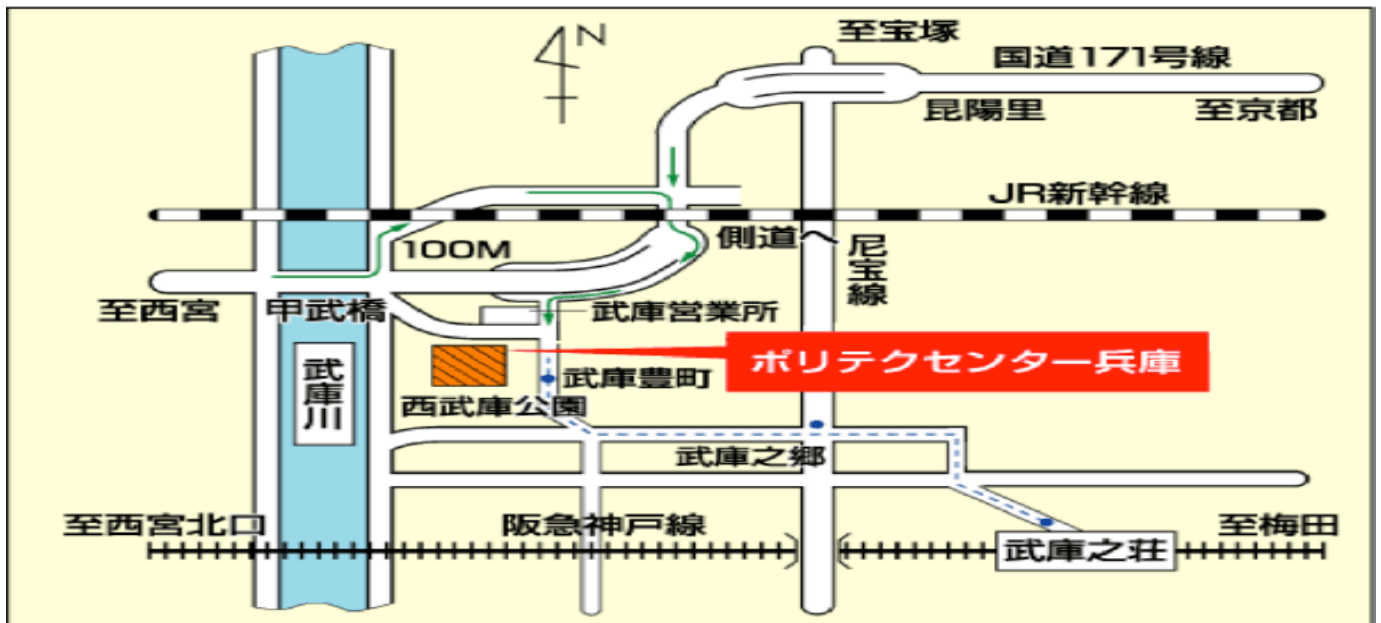 N
至宝塚
国道171号線
昆陽里
至京都
JR新幹線
100M
側道へ
尼宝線
至西宮
甲武橋
武庫営業所
武庫川
ポリテクセンター兵庫
武庫豊町
西武庫公園
武庫之郷
至西宮北口
阪急神戸線
武庫之荘
至梅田